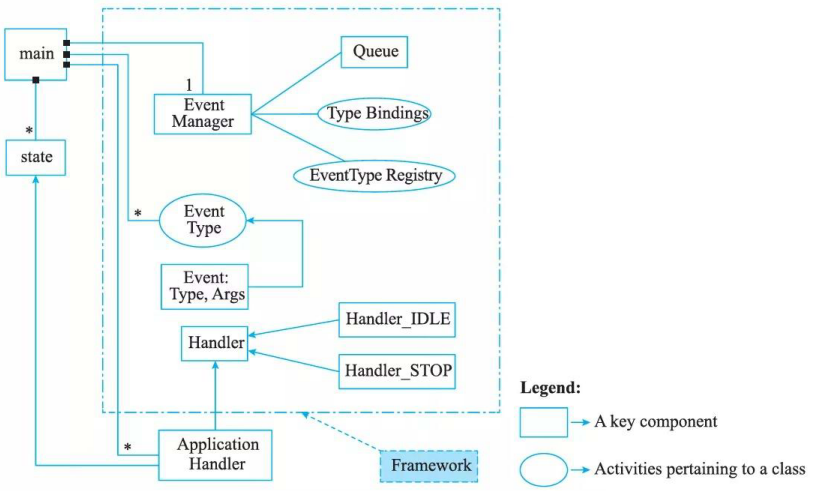 main
1
Event
Manager
Queue
Type Bindings
EventType Registry
*
state
*
Event
Type
Event:
Type, Args
Handler_IDLE
Handler
Handler_STOP
*
Application
Handler
Framework
Legend:
A key component
Activities pertaining to a class